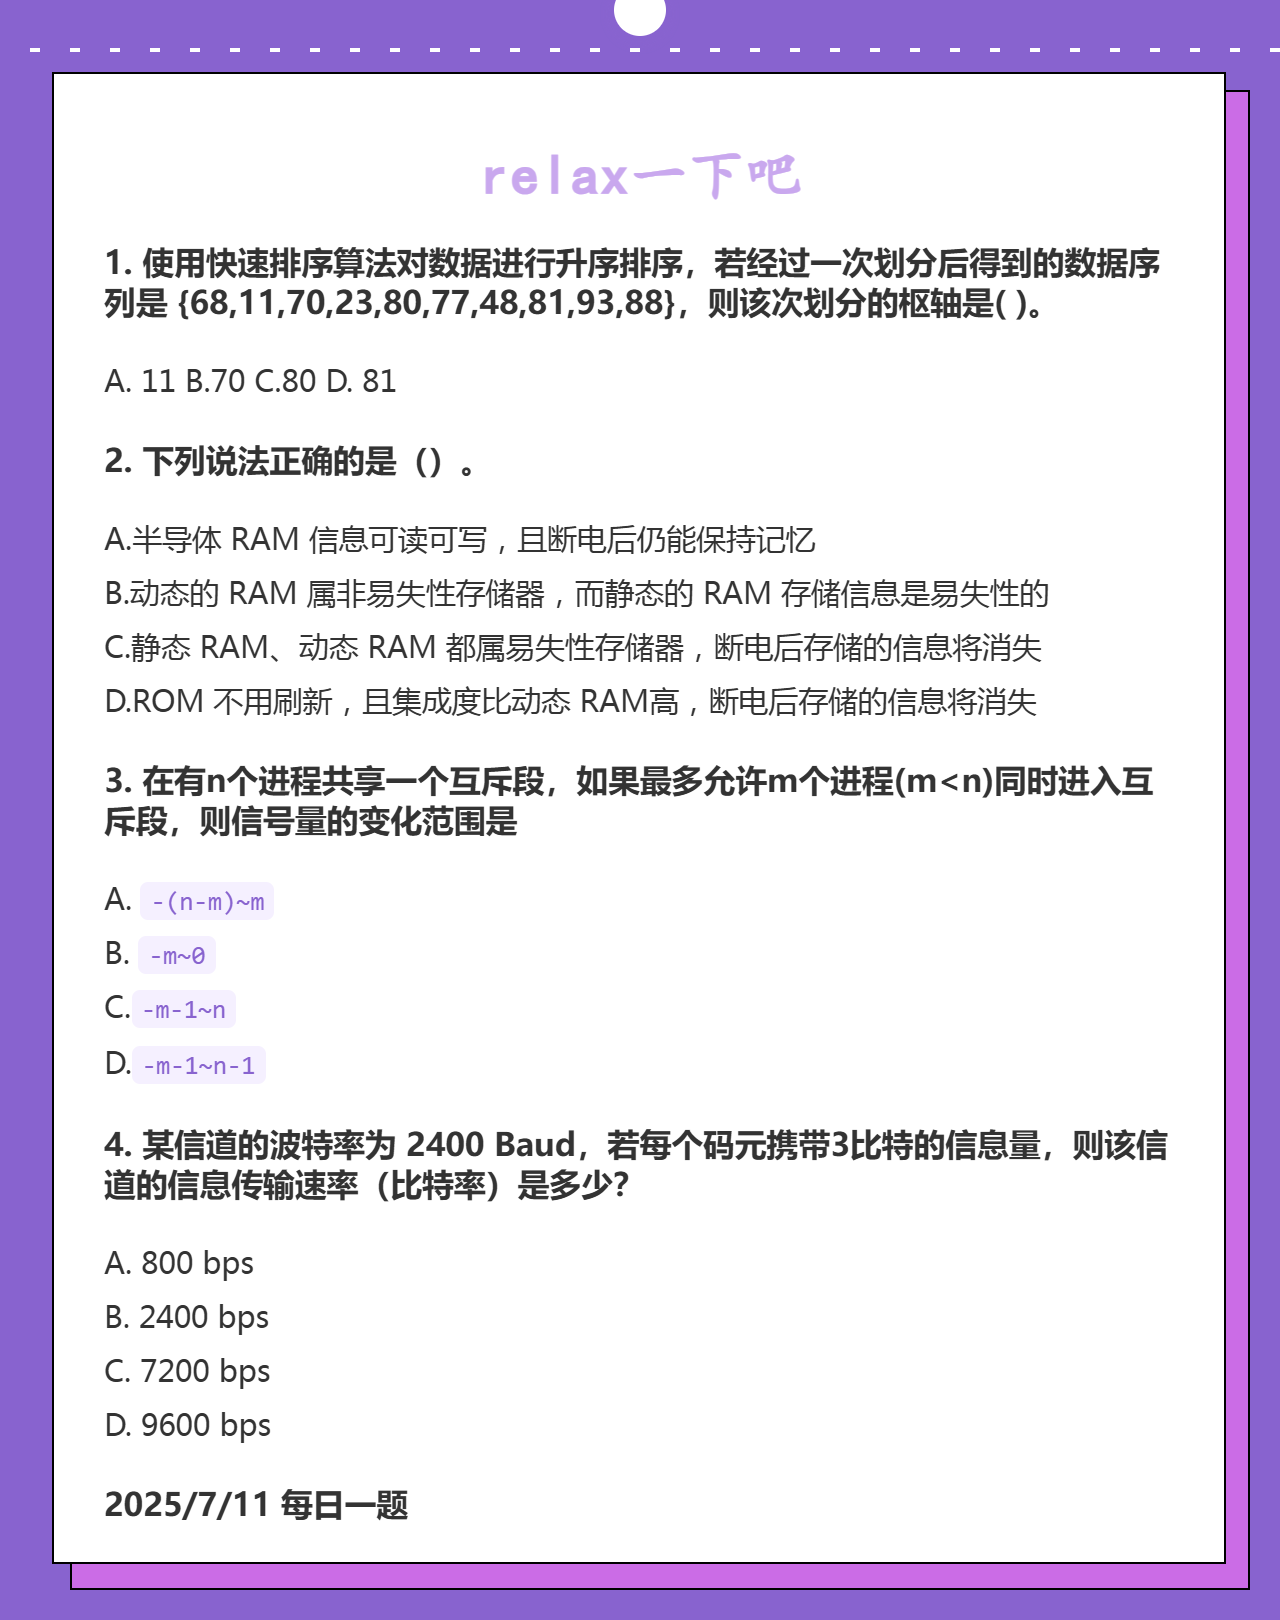 relax一下吧
1. 使用快速排序算法对数据进行升序排序，若经过一次划分后得到的数据序
列是 {68,11,70,23,80,77,48,81,93,88}，则该次划分的枢轴是( )。
A. 11 B.70 C.80 D. 81
2. 下列说法正确的是（）。
A.半导体 RAM 信息可读可写，且断电后仍能保持记忆
B.动态的 RAM 属非易失性存储器，而静态的 RAM 存储信息是易失性的
C.静态 RAM、动态 RAM 都属易失性存储器，断电后存储的信息将消失
D.ROM 不用刷新，且集成度比动态 RAM高，断电后存储的信息将消失
3. 在有n个进程共享一个互斥段，如果最多允许m个进程(m<n)同时进入互
斥段，则信号量的变化范围是
A. -(n-m)~m
B. -m~0
C. -m-1~n
D. -m-1~n-1
4. 某信道的波特率为 2400 Baud，若每个码元携带3比特的信息量，则该信
道的信息传输速率（比特率）是多少？
A. 800 bps
B. 2400 bps
C. 7200 bps
D. 9600 bps
2025/7/11 每日一题